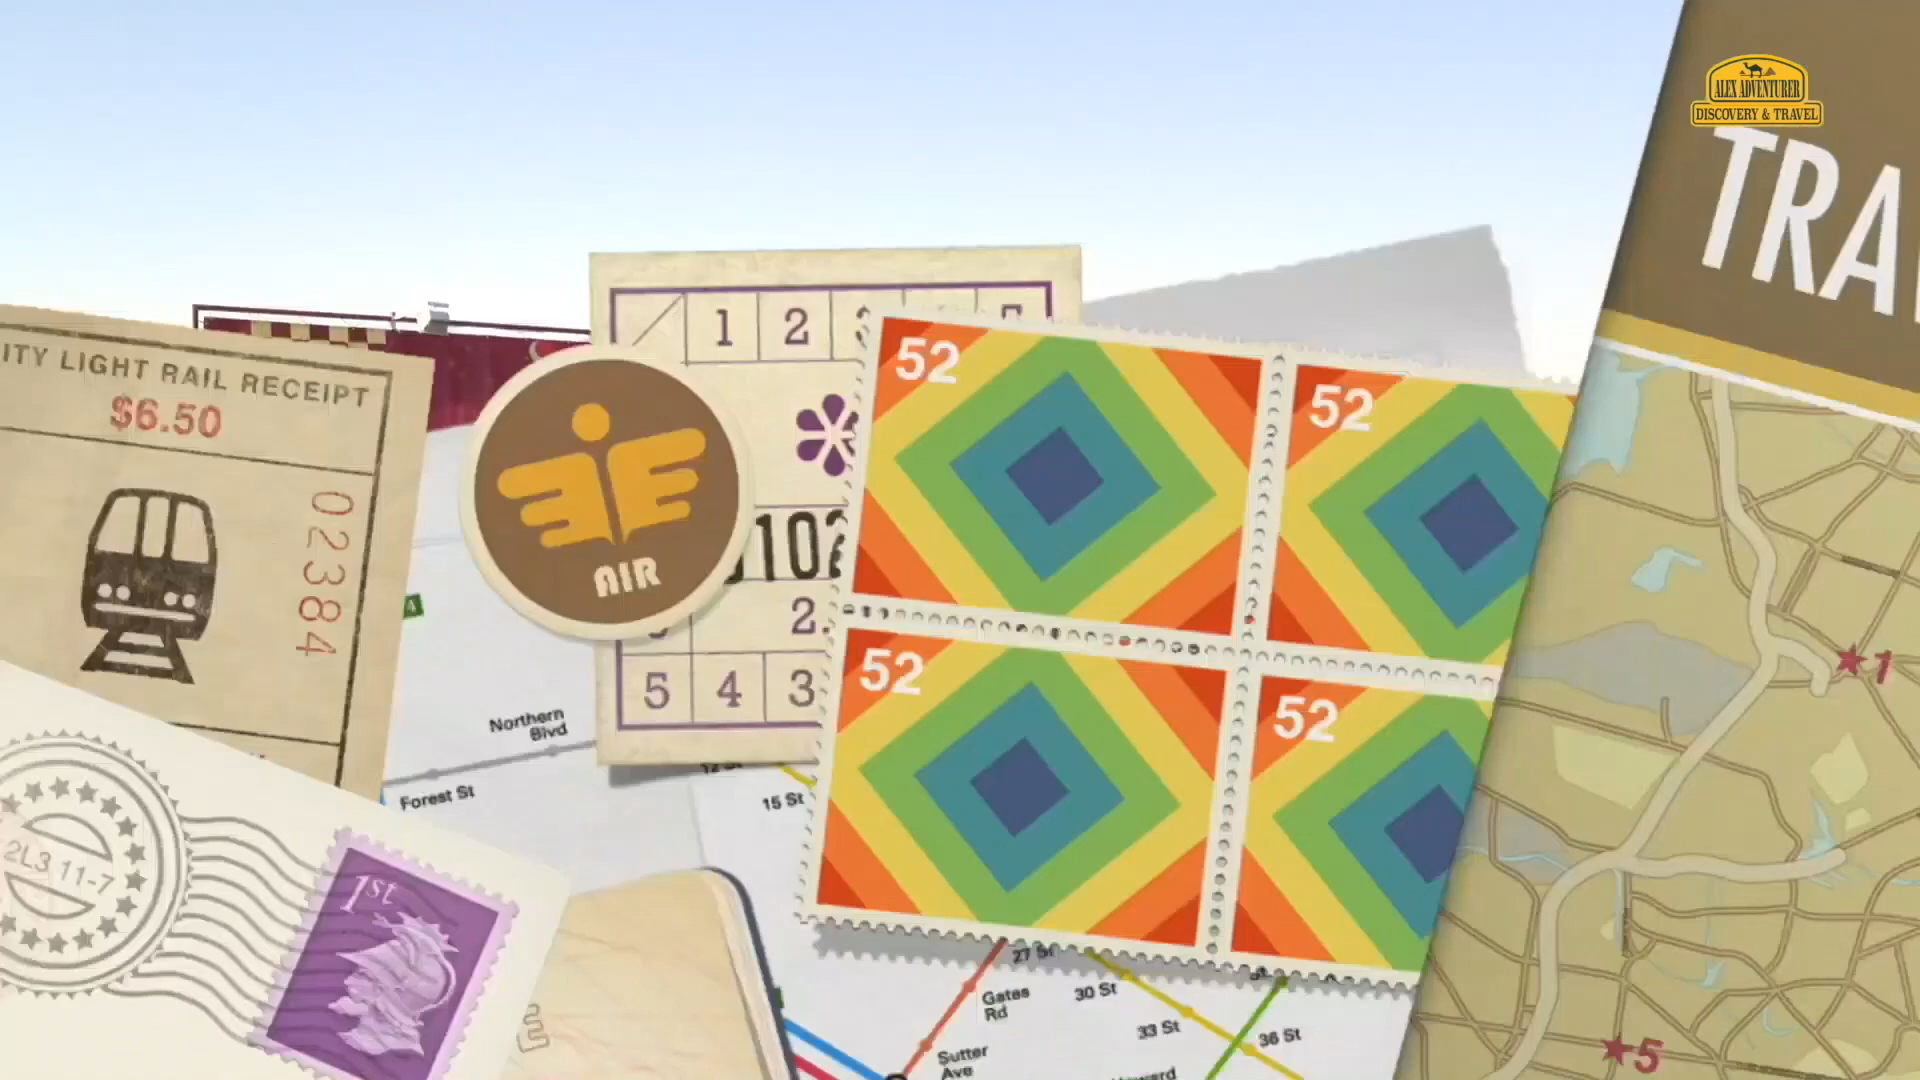 ALEX ADVENTURER
DISCOVERY & TRAVEL
TRA
ITY LIGHT RAIL RECEIPT
$6.50
02384
1 2
AIR
102
2
5 4 3
52
52
52
52
Northern
Blvd
Forest St
15 St
2L3 11-7
1st
27 St
Gates
Rd
30 St
33 St
36 St
Sutter
Ave
1
5